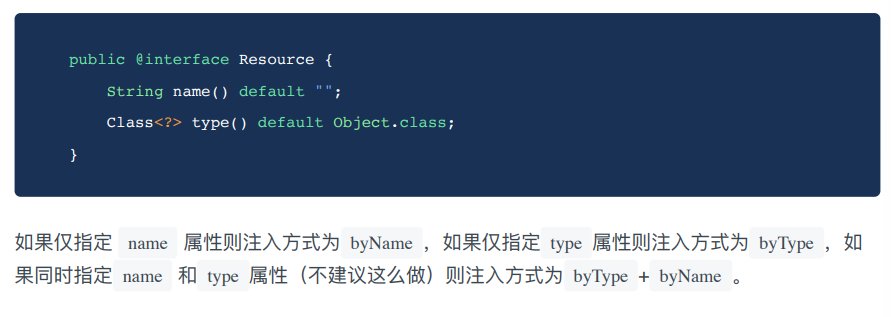 public @interface Resource {
    String name() default "";
    Class<?> type() default Object.class;
}
如果仅指定 name 属性则注入方式为 byName，如果仅指定 type 属性则注入方式为 byType，如
果同时指定 name 和 type 属性（不建议这么做）则注入方式为 byType + byName。